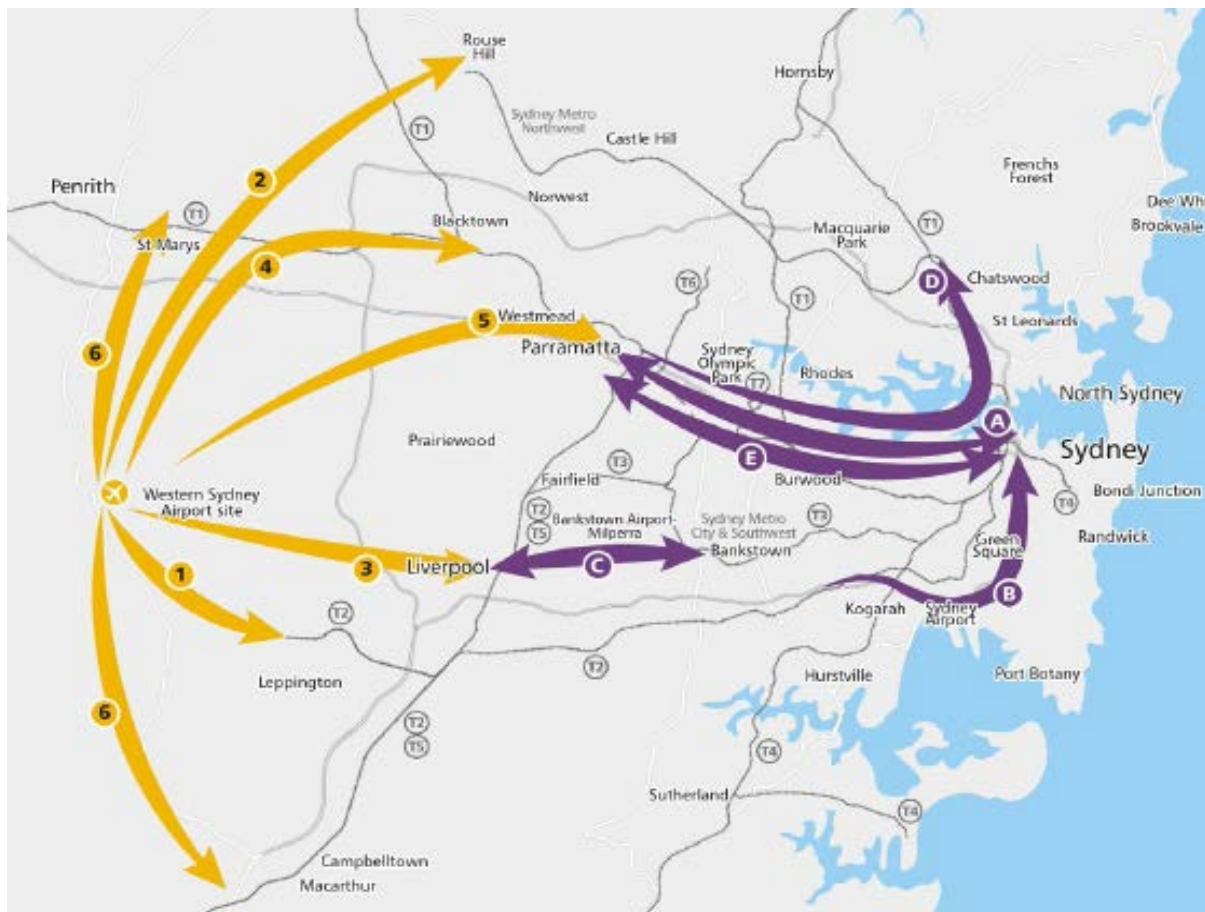 Rouse
Hill
Hornsby
Sydney Metro
Northwest
T1
Castle Hill
Frenchs
Forest
2
Penrith
Norwest
Dee Wh
Brookvale
T1
St Marys
Blacktown
Macquarie
Park
T1
4
D
Chatswood
T6
T1
5
Westmead
St Leonards
Parramatta
6
Sydney
Olympic
Park
Rhodes
T7
North Sydney
A
Prairiewood
Sydney
E
Fairfield
T3
Burwood
Western Sydney
Airport site
T4
Bondi Junction
T2
T5
Bankstown Airport-
Milperra
Sydney Metro
City & Southwest
T3
Green
Square
Randwick
Bankstown
Liverpool
3
C
1
B
Kogarah
Sydney
Airport
T2
T2
Leppington
Hurstville
Port Botany
6
T2
T5
T4
Sutherland
T4
Campbelltown
Macarthur